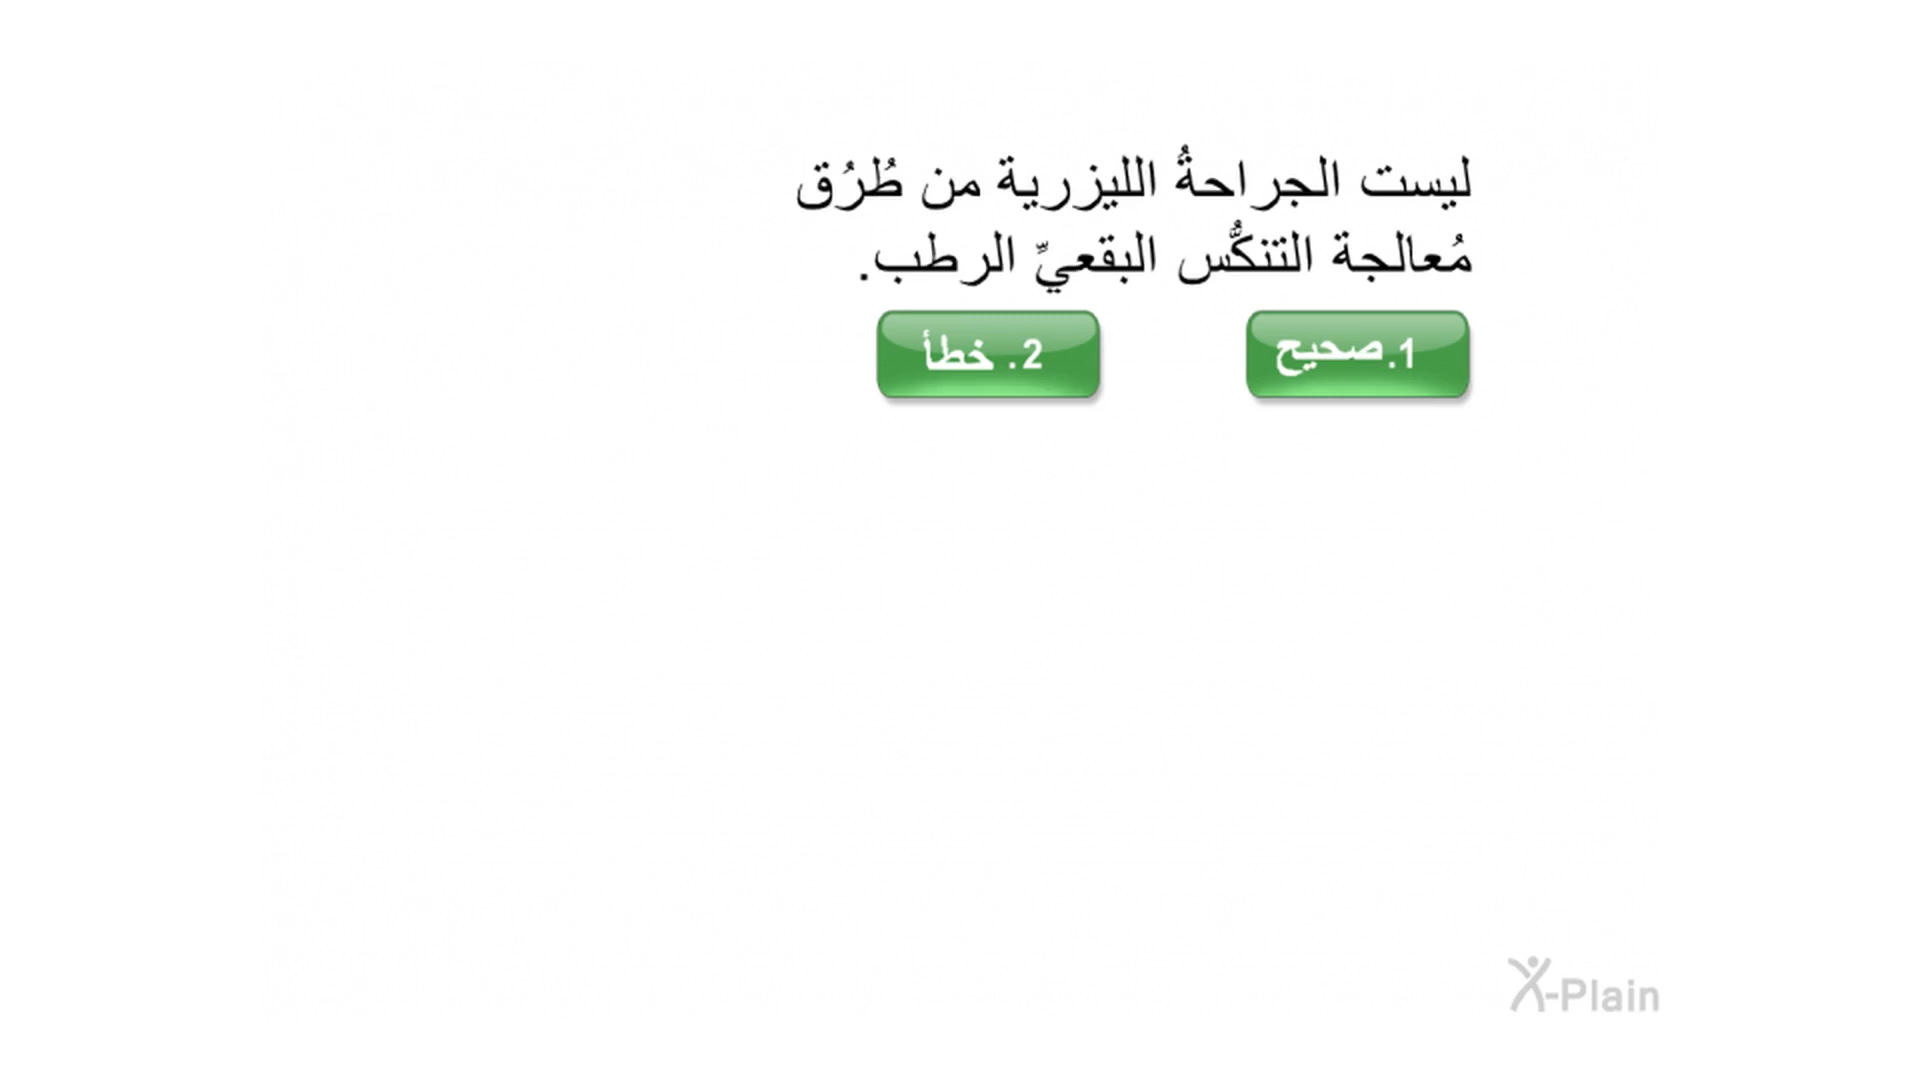 ليست الجراحةُ الليزرية من طُرُق
مُعالجة التنكُّس البقعيِّ الرطب.
1.صحيح
2. خطأ
X-Plain